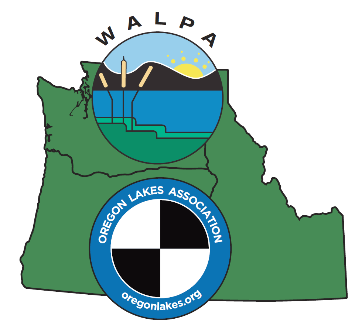 WALPA
OREGON LAKES ASSOCIATION
oregonlakes.org